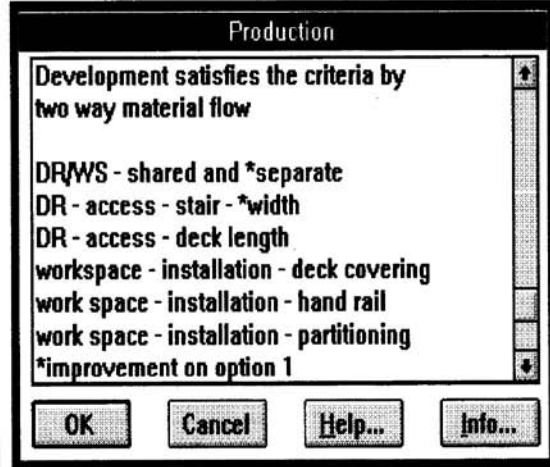 Production
Development satisfies the criteria by
two way material flow
DR/WS - shared and *separate
DR - access - stair - *width
DR - access - deck length
workspace - installation - deck covering
work space - installation - hand rail
work space - installation - partitioning
*improvement on option 1
OK Cancel Help... Info...